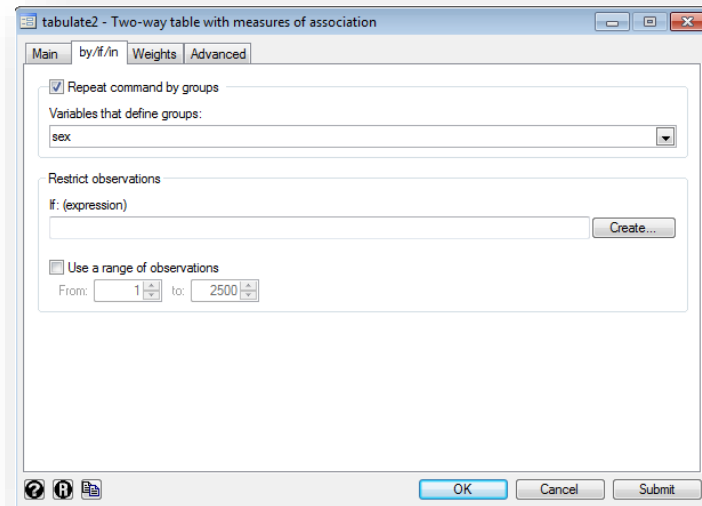 tabulate2 - Two-way table with measures of association
Main by/if/in Weights Advanced
Repeat command by groups
Variables that define groups:
sex
Restrict observations
If: (expression)
Create...
Use a range of observations
From: 1 to: 2500
? R
OK Cancel Submit